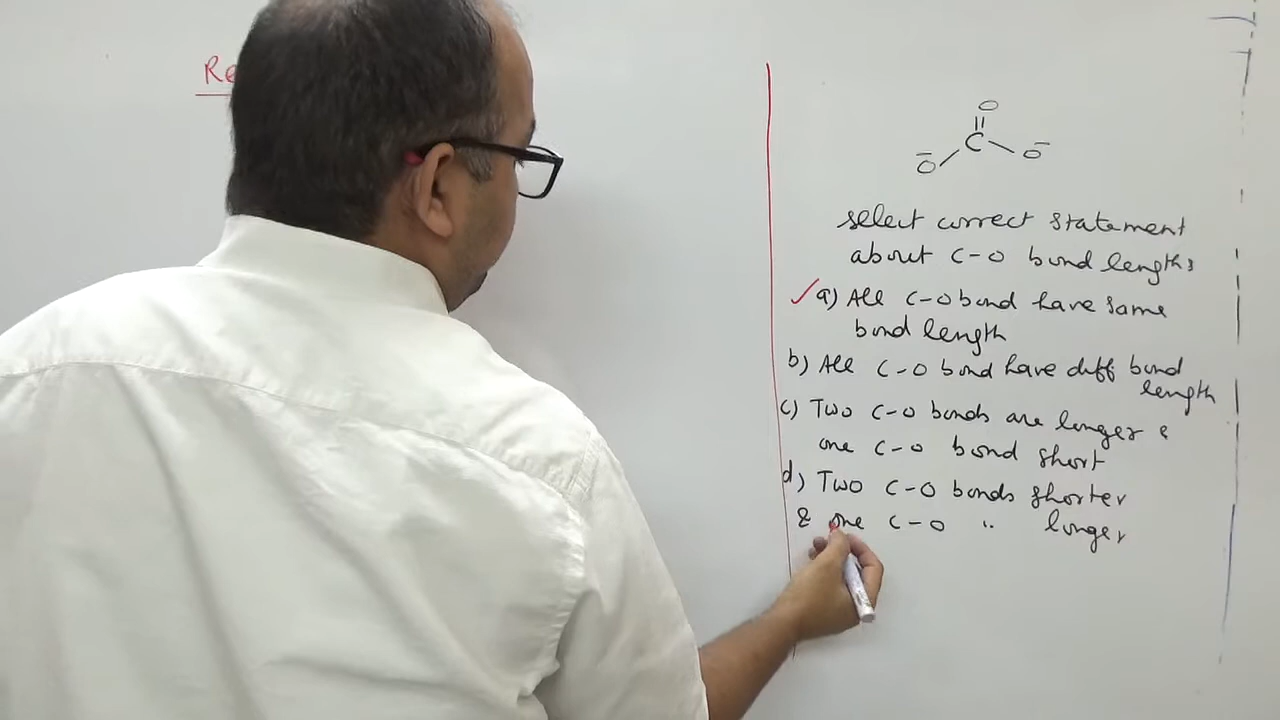 Re
O
||
C
⁻O O⁻
select correct statement
about C-O bond lengths
✓ a) All C-O bond have same
bond length
b) All C-O bond have diff bond
length
c) Two C-O bonds are longer &
one C-O bond short
d) Two C-O bonds shorter
& one C-O " longer